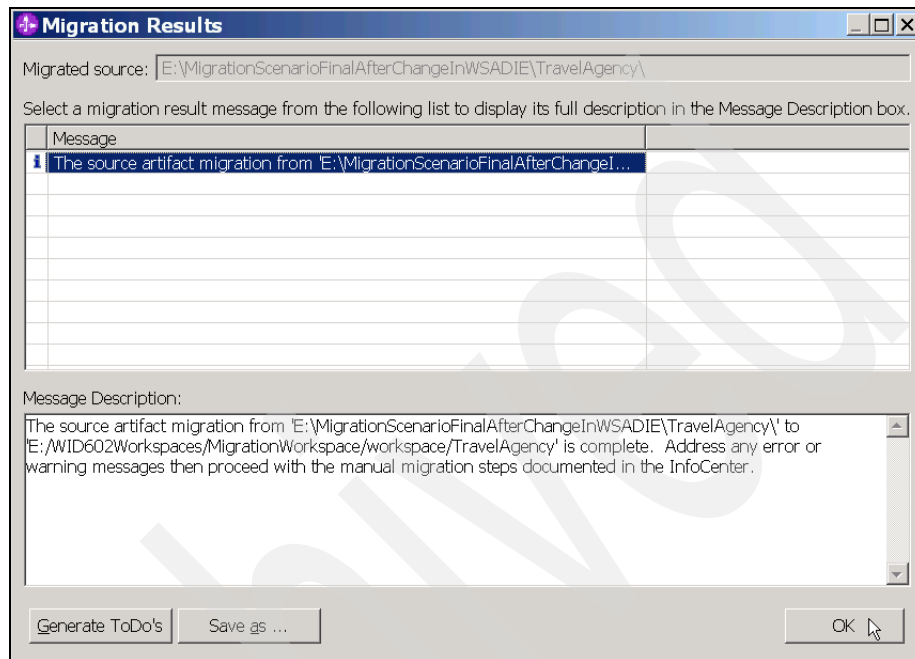 Migration Results
Migrated source: E:\MigrationScenarioFinalAfterChangeInWSADIE\TravelAgency\
Select a migration result message from the following list to display its full description in the Message Description box.
Message
i The source artifact migration from 'E:\MigrationScenarioFinalAfterChangeI...
Message Description:
The source artifact migration from 'E:\MigrationScenarioFinalAfterChangeInWSADIE\TravelAgency\' to
'E:/WID602Workspaces/MigrationWorkspace/workspace/TravelAgency' is complete. Address any error or
warning messages then proceed with the manual migration steps documented in the InfoCenter.
Generate ToDo's Save as ... OK